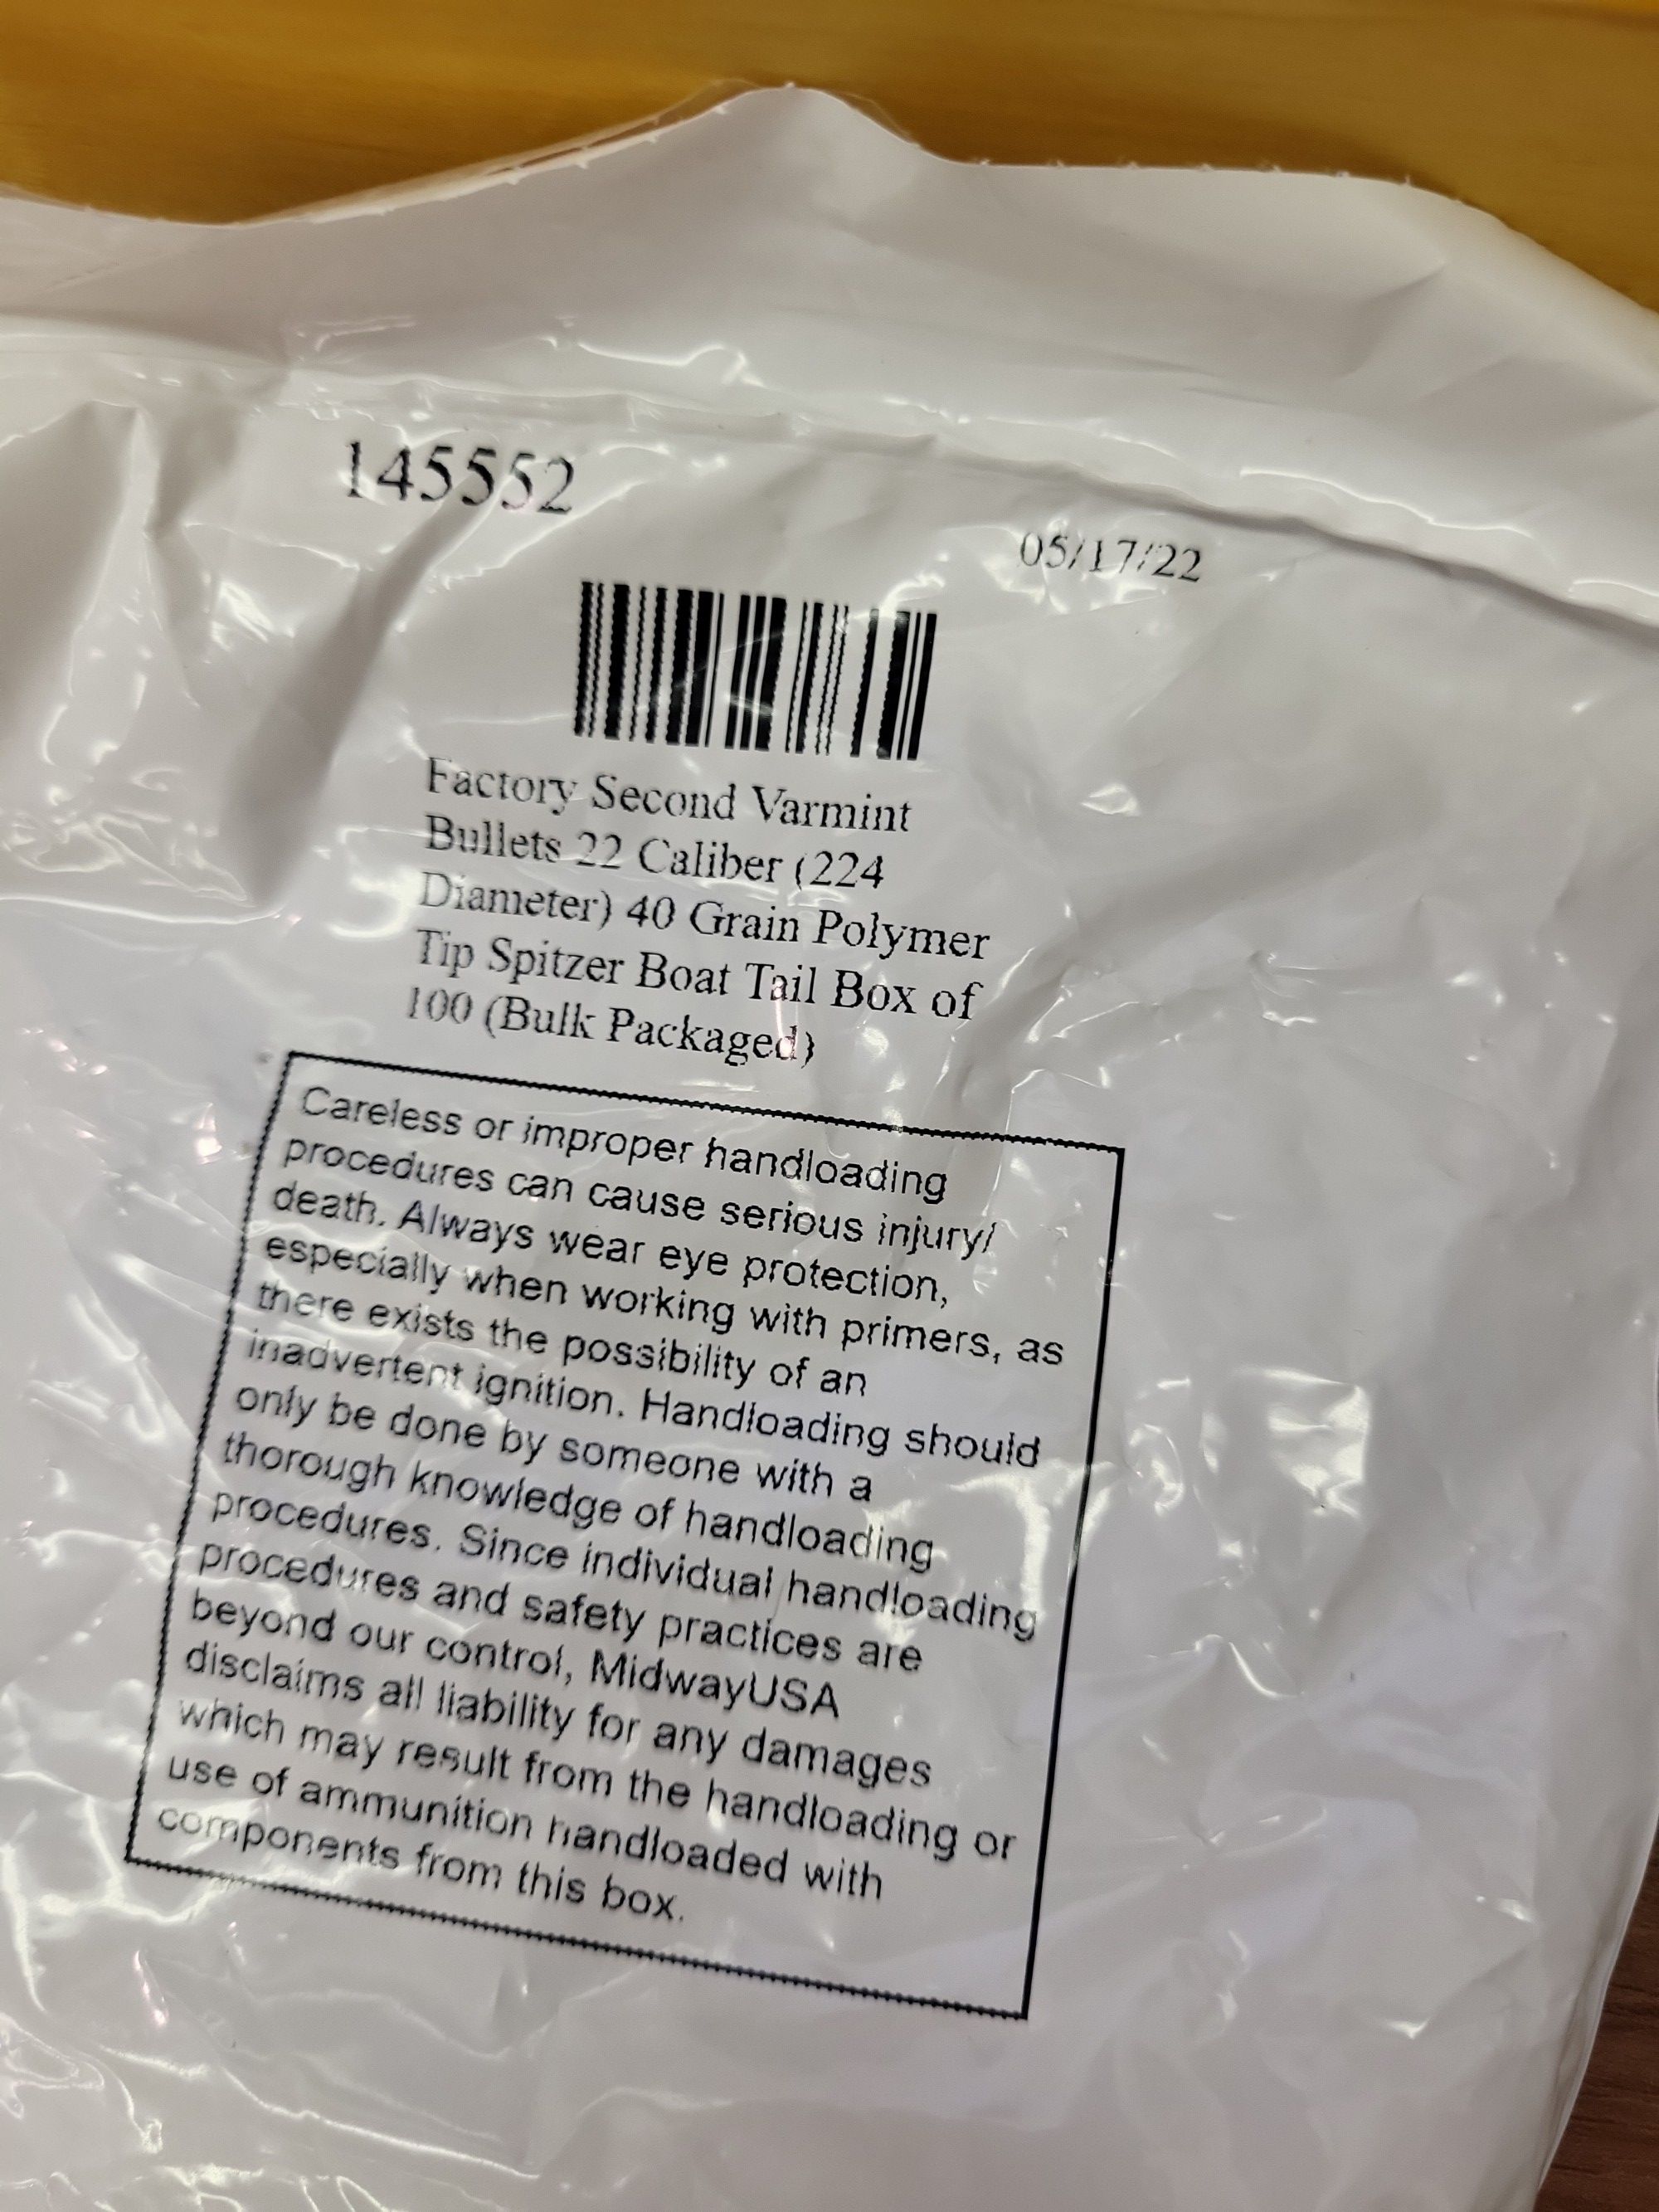 145552
05/17/22
Factory Second Varmint
Bullets 22 Caliber (224
Diameter) 40 Grain Polymer
Tip Spitzer Boat Tail Box of
100 (Bulk Packaged)
Careless or improper handloading
procedures can cause serious injury/
death. Always wear eye protection,
especially when working with primers, as
there exists the possibility of an
inadvertent ignition. Handloading should
only be done by someone with a
thorough knowledge of handloading
procedures. Since individual handloading
procedures and safety practices are
beyond our control, MidwayUSA
disclaims all liability for any damages
which may result from the handloading or
use of ammunition handloaded with
components from this box.